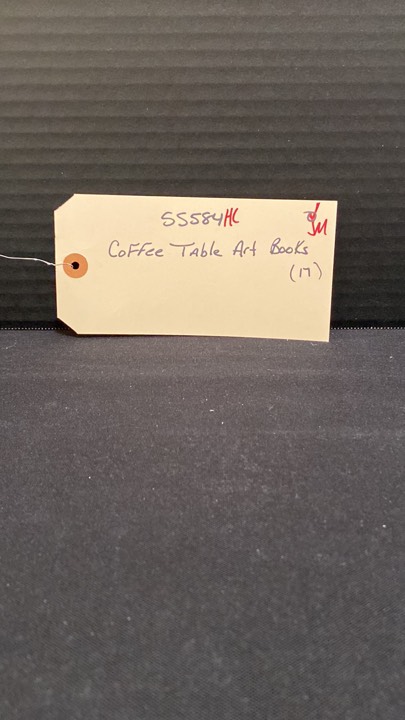 SS584HC
Coffee Table Art Books
(17)